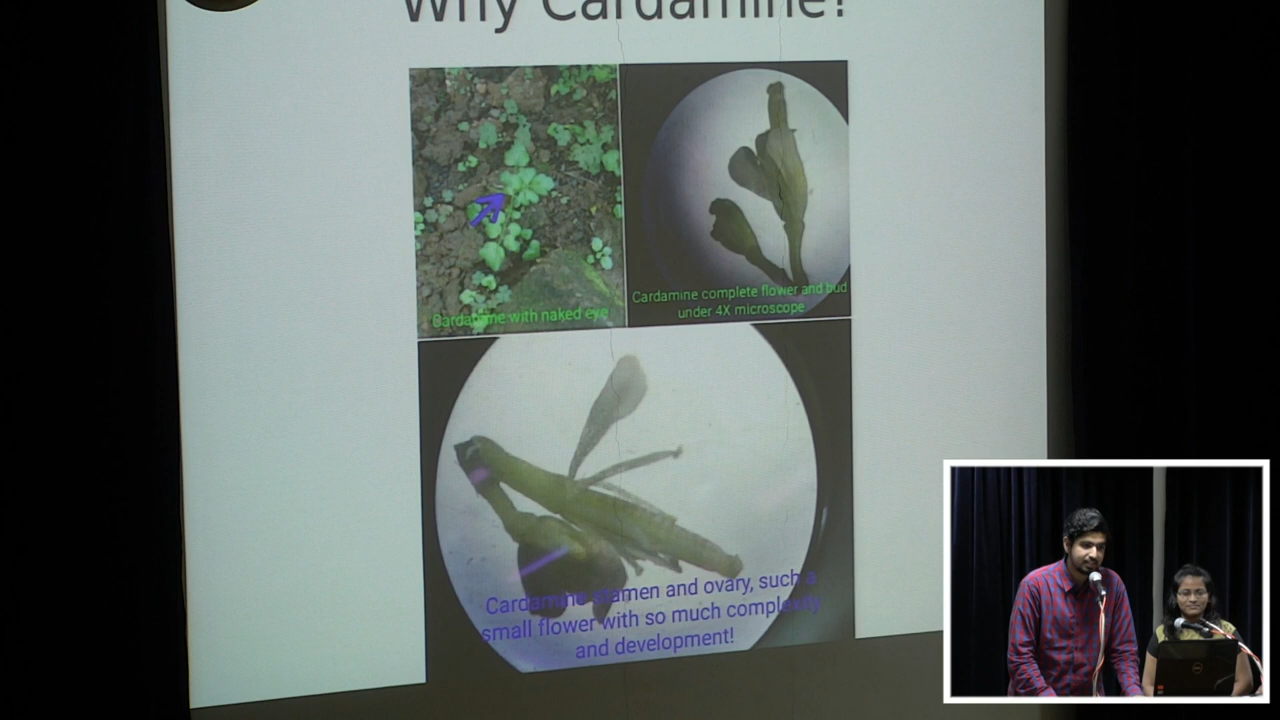 Why Cardamine?
Cardamine with naked eye
Cardamine complete flower and bud
under 4X microscope
Cardamine stamen and ovary, such a
small flower with so much complexity
and development!